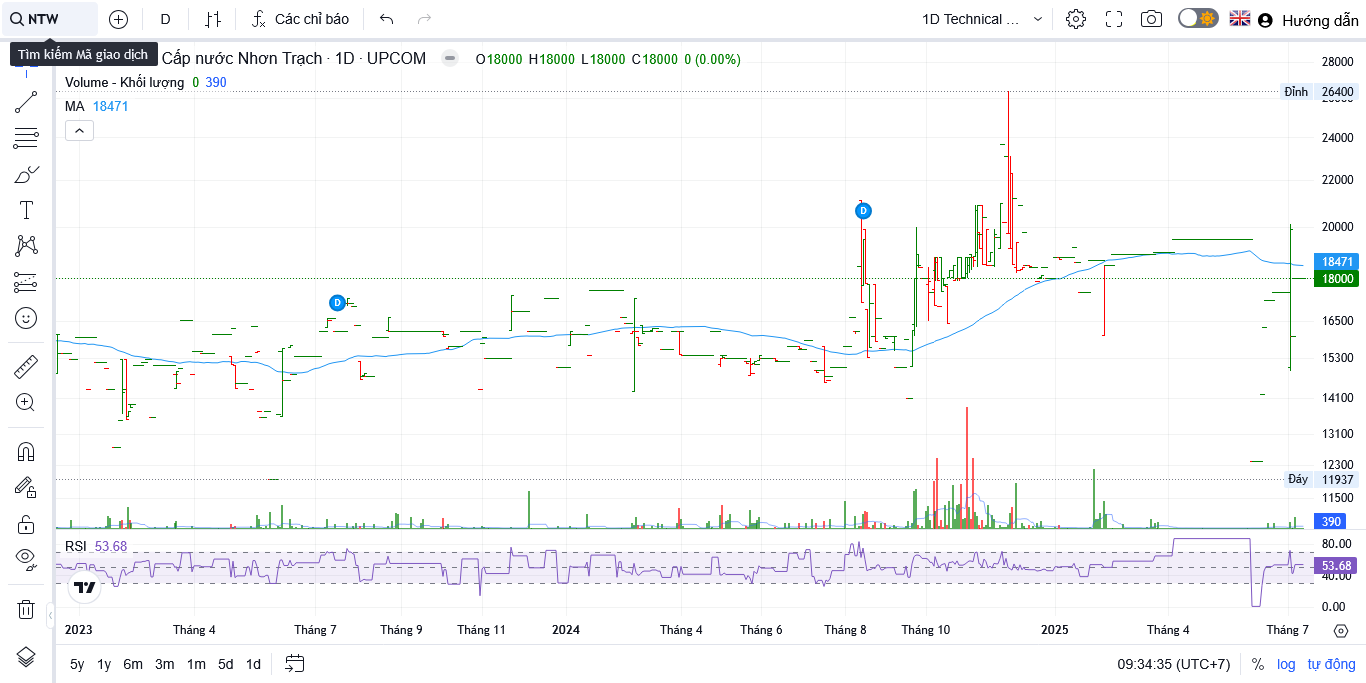 NTW
D
Các chỉ báo
1D Technical ...
Hướng dẫn
Tìm kiếm Mã giao dịch
Cấp nước Nhơn Trạch · 1D · UPCOM
O18000 H18000 L18000 C18000 0 (0.00%)
Volume - Khối lượng 0 390
MA 18471
28000
Đỉnh 26400
24000
22000
20000
18471
18000
16500
15300
14100
13100
12300
Đáy 11937
11500
390
D
D
RSI 53.68
80.00
53.68
40.00
0.00
2023 Tháng 4 Tháng 7 Tháng 9 Tháng 11 2024 Tháng 4 Tháng 6 Tháng 8 Tháng 10 2025 Tháng 4 Tháng 7
5y 1y 6m 3m 1m 5d 1d
09:34:35 (UTC+7) % log tự động